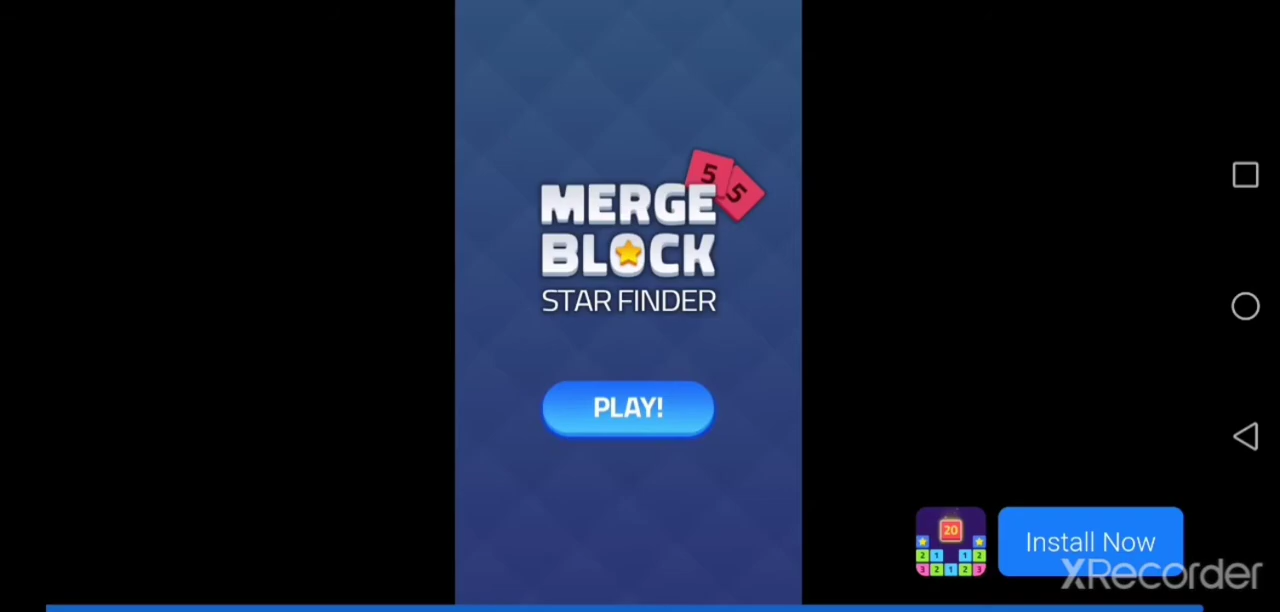 5
5
MERGE
BLOCK
STAR FINDER
PLAY!
20
2 1 1 2
3 2 1 2 3
Install Now
XRecorder